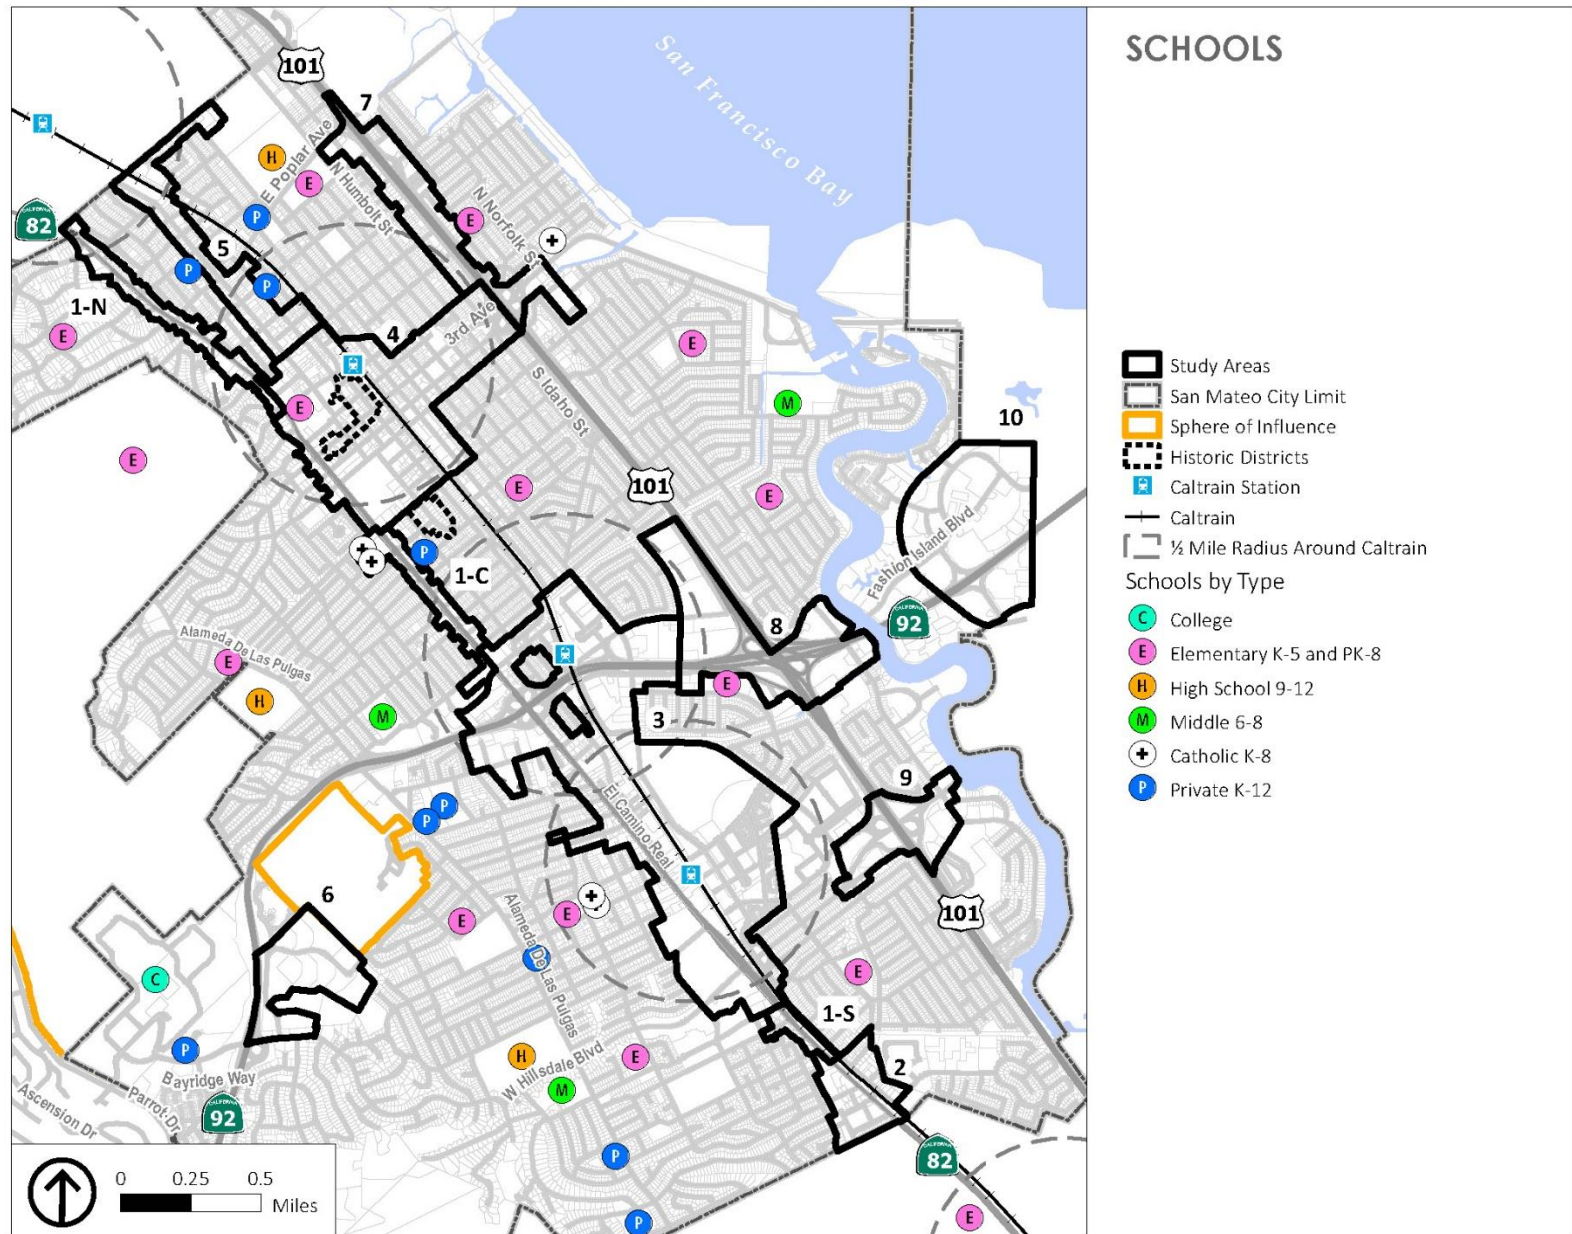 SCHOOLS
Study Areas
San Mateo City Limit
Sphere of Influence
Historic Districts
Caltrain Station
Caltrain
½ Mile Radius Around Caltrain
Schools by Type
C College
E Elementary K-5 and PK-8
H High School 9-12
M Middle 6-8
Catholic K-8
P Private K-12
San Francisco Bay
101
7
H
E Poplar Ave
E
N Humbolt St
P
N Norfolk St
E
CALIFORNIA
82
5
P
P
1-N
E
4
3rd Ave
E
S Idaho St
E
M
10
E
E
101
E
Fashion Island Blvd
P
1-C
CALIFORNIA
92
8
Alameda De Las Pulgas
E
H
M
E
3
9
El Camino Real
P
P
6
E
E
Alameda De Las Pulgas
P
101
C
E
1-S
P
Bayridge Way
H
W Hillsdale Blvd
E
M
2
Ascension Dr
Parrot Dr
CALIFORNIA
92
P
CALIFORNIA
82
P
E
0 0.25 0.5
Miles